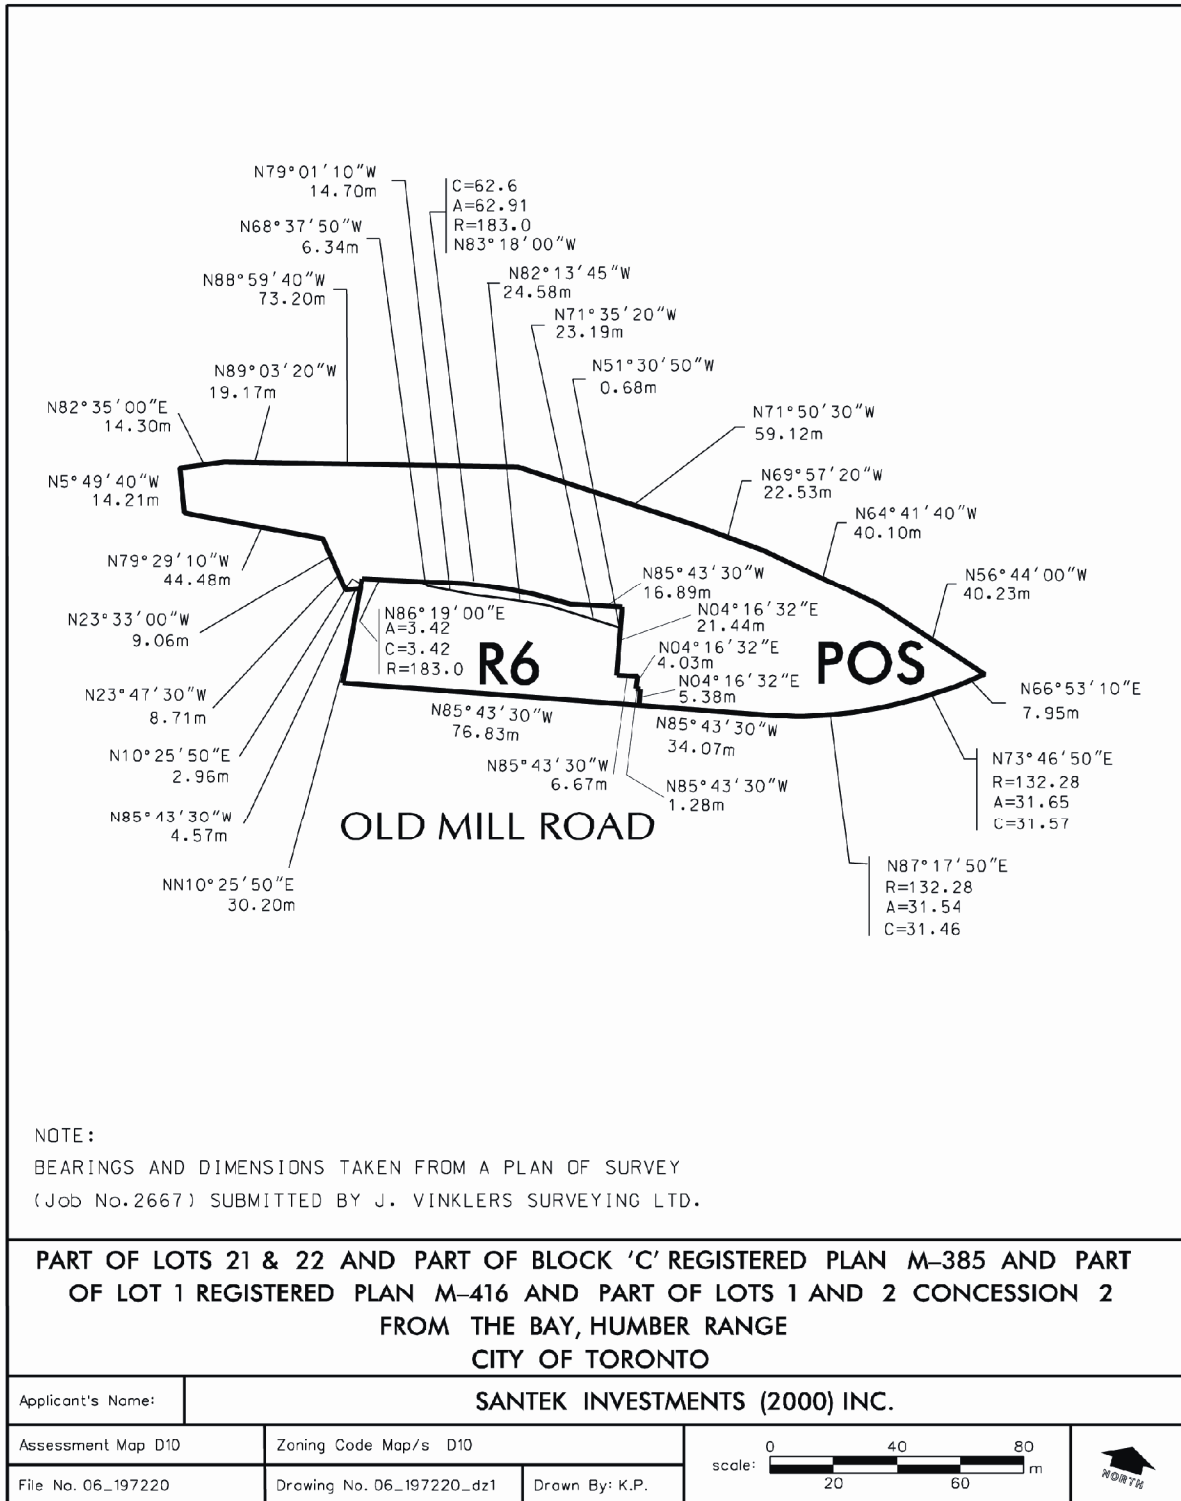 N79°01'10"W
14.70m
C=62.6
A=62.91
R=183.0
N83°18'00"W
N68°37'50"W
6.34m
N88°59'40"W
73.20m
N82°13'45"W
24.58m
N71°35'20"W
23.19m
N51°30'50"W
0.68m
N89°03'20"W
19.17m
N82°35'00"E
14.30m
N71°50'30"W
59.12m
N5°49'40"W
14.21m
N69°57'20"W
22.53m
N64°41'40"W
40.10m
N79°29'10"W
44.48m
N85°43'30"W
16.89m
N56°44'00"W
40.23m
N23°33'00"W
9.06m
N86°19'00"E
A=3.42
C=3.42
R=183.0
R6
N04°16'32"E
21.44m
N04°16'32"E
4.03m
N04°16'32"E
5.38m
POS
N66°53'10"E
7.95m
N23°47'30"W
8.71m
N85°43'30"W
76.83m
N85°43'30"W
34.07m
N10°25'50"E
2.96m
N85°43'30"W
6.67m
N85°43'30"W
1.28m
N73°46'50"E
R=132.28
A=31.65
C=31.57
N85°43'30"W
4.57m
OLD MILL ROAD
NN10°25'50"E
30.20m
N87°17'50"E
R=132.28
A=31.54
C=31.46
NOTE:
BEARINGS AND DIMENSIONS TAKEN FROM A PLAN OF SURVEY
(Job No.2667) SUBMITTED BY J. VINKLERS SURVEYING LTD.
PART OF LOTS 21 & 22 AND PART OF BLOCK 'C' REGISTERED PLAN M–385 AND PART
OF LOT 1 REGISTERED PLAN M–416 AND PART OF LOTS 1 AND 2 CONCESSION 2
FROM THE BAY, HUMBER RANGE
CITY OF TORONTO
Applicant's Name:
SANTEK INVESTMENTS (2000) INC.
Assessment Map D10
Zoning Code Map/s D10
File No. 06_197220
Drawing No. 06_197220_dz1
Drawn By: K.P.
scale:
0 40 80
m
20 60
NORTH